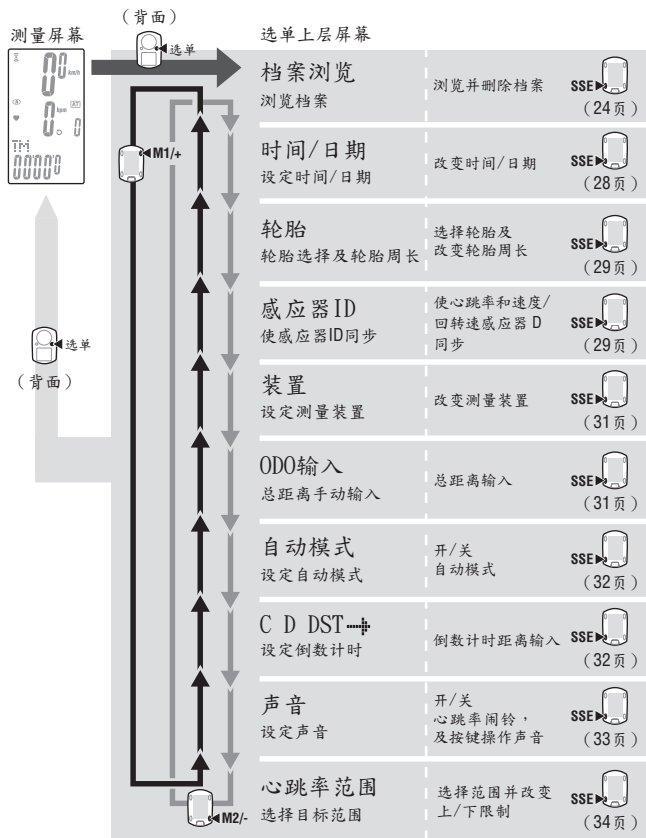 测量屏幕
km/h
bpm
AT
TM
(背面)
选单
M1/+
选单
(背面)
M2/-
选单上层屏幕
档案浏览
浏览档案
浏览并删除档案
SSE
(24页)
时间/日期
设定时间/日期
改变时间/日期
SSE
(28页)
轮胎
轮胎选择及轮胎周长
选择轮胎及
改变轮胎周长
SSE
(29页)
感应器ID
使感应器ID同步
使心跳率和速度/
回转速感应器 D
同步
SSE
(29页)
装置
设定测量装置
改变测量装置
SSE
(31页)
ODO输入
总距离手动输入
总距离输入
SSE
(31页)
自动模式
设定自动模式
开/关
自动模式
SSE
(32页)
C D DST
设定倒数计时
倒数计时距离输入
SSE
(32页)
声音
设定声音
开/关
心跳率闹铃，
及按键操作声音
SSE
(33页)
心跳率范围
选择目标范围
选择范围并改变
上/下限制
SSE
(34页)